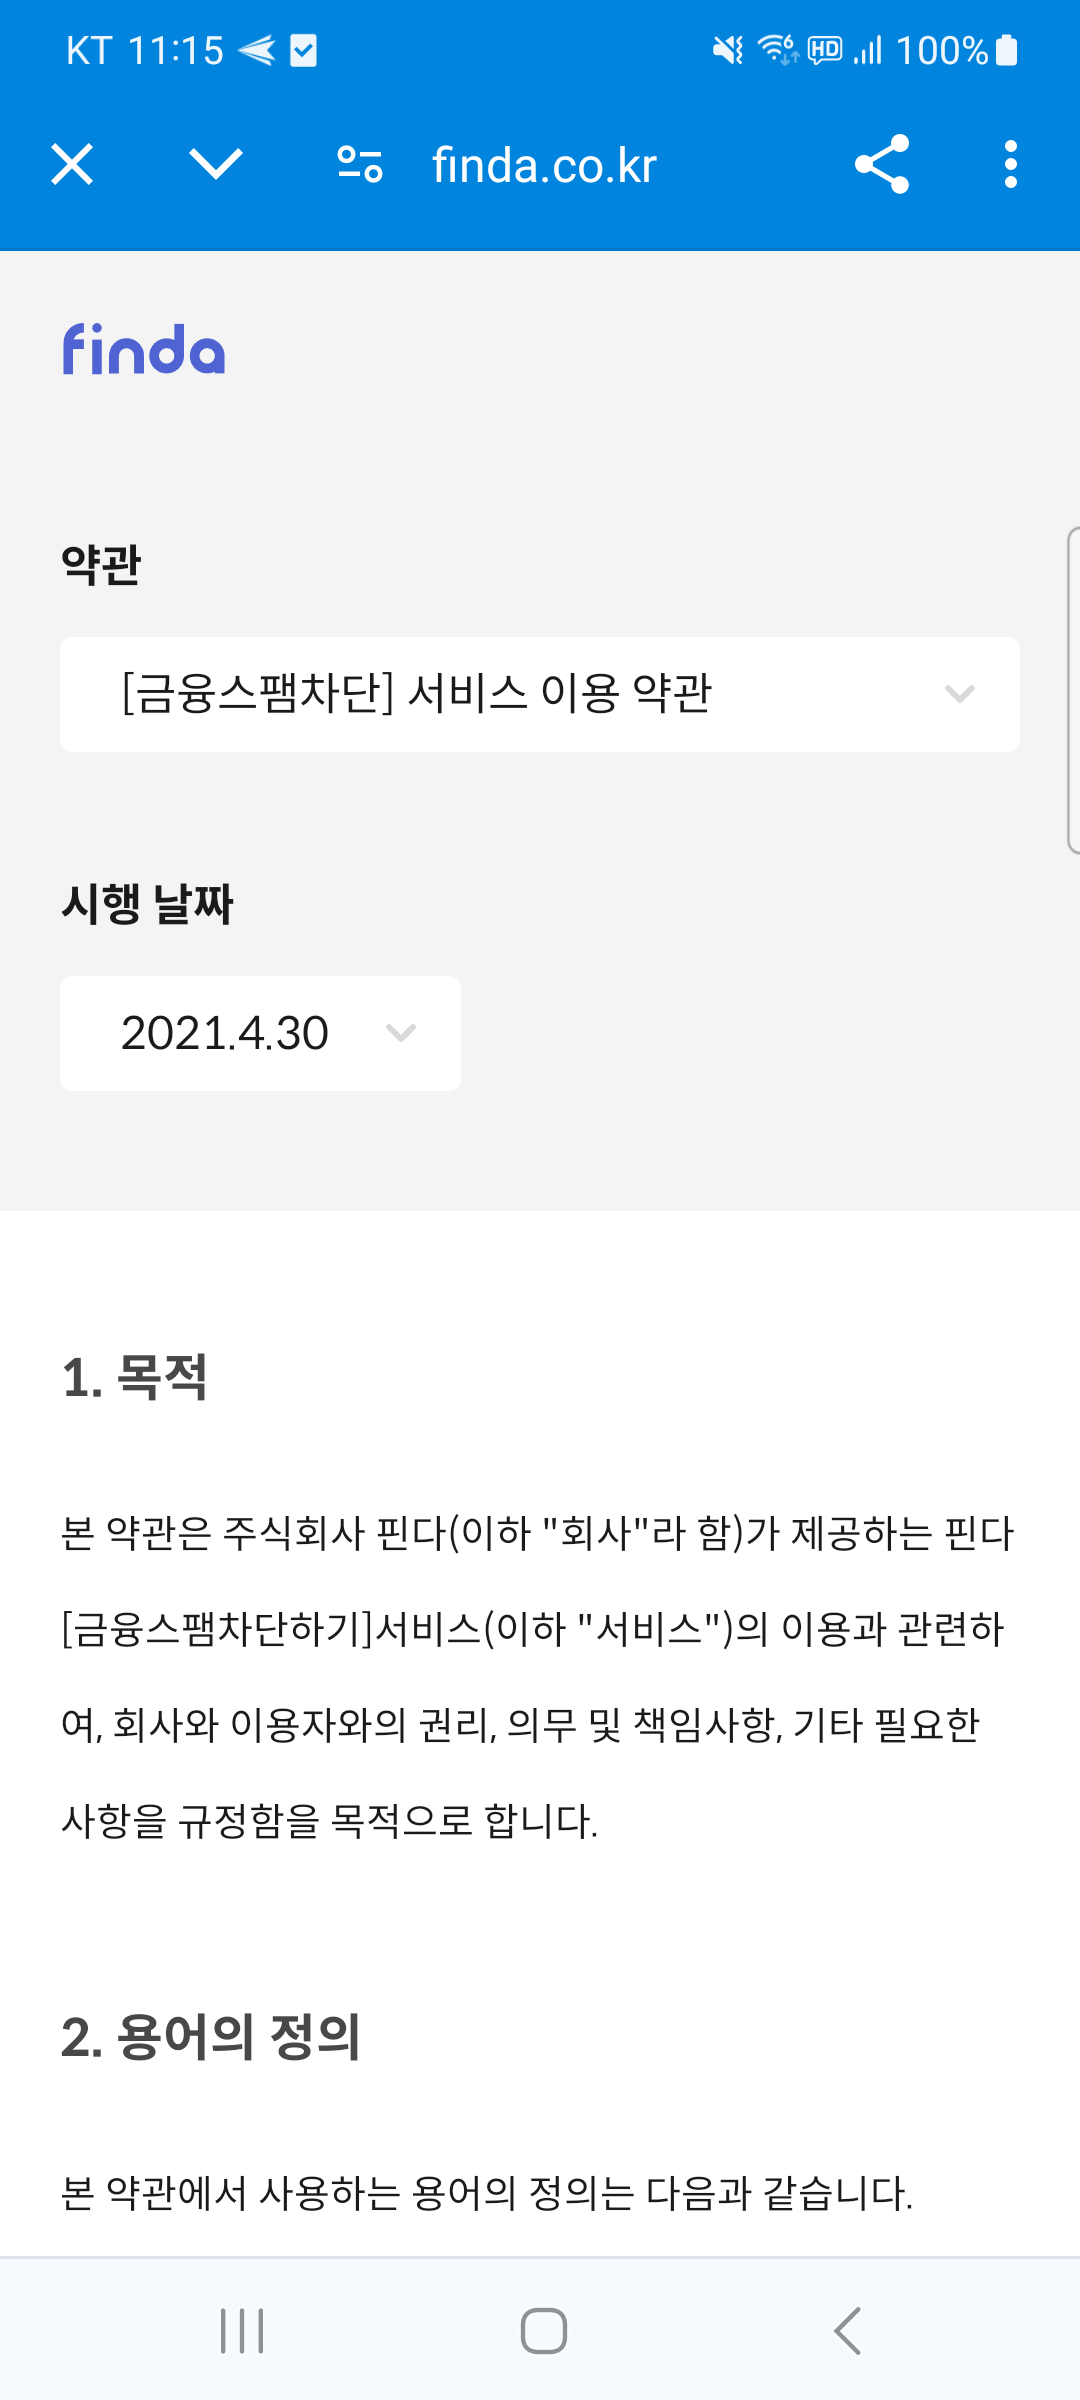 KT 11:15
6 HD 100%
finda.co.kr
finda
약관
[금융스팸차단] 서비스 이용 약관
시행 날짜
2021.4.30
1. 목적
본 약관은 주식회사 핀다(이하 "회사"라 함)가 제공하는 핀다
[금융스팸차단하기]서비스(이하 "서비스")의 이용과 관련하
여, 회사와 이용자와의 권리, 의무 및 책임사항, 기타 필요한
사항을 규정함을 목적으로 합니다.
2. 용어의 정의
본 약관에서 사용하는 용어의 정의는 다음과 같습니다.